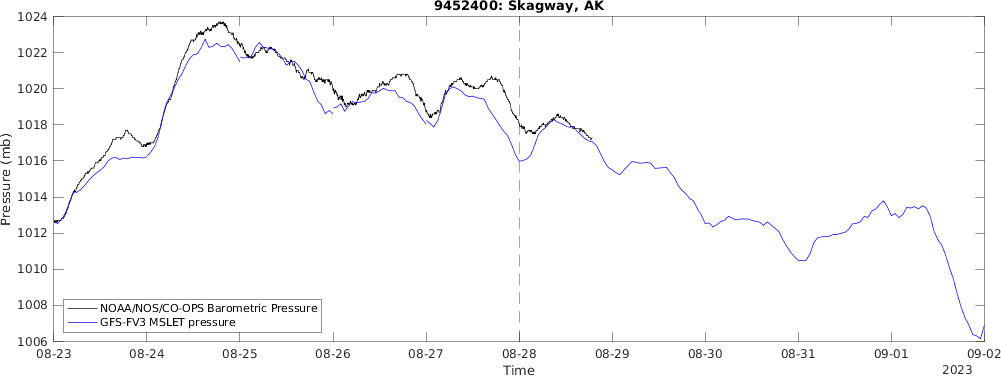 9452400: Skagway, AK
1024
1022
1020
1018
1016
1014
1012
1010
1008
1006
Pressure (mb)
NOAA/NOS/CO-OPS Barometric Pressure
GFS-FV3 MSLET pressure
08-23 08-24 08-25 08-26 08-27 08-28 08-29 08-30 08-31 09-01 09-02
Time
2023